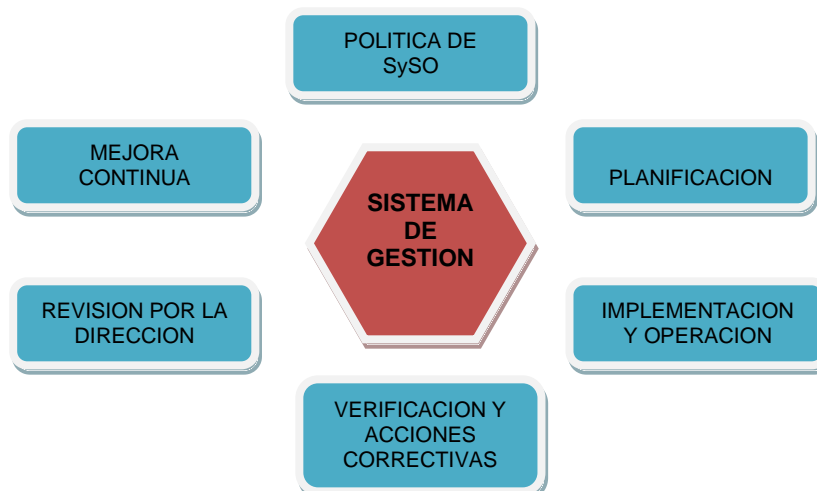 POLITICA DE
SySO
MEJORA
CONTINUA
PLANIFICACION
SISTEMA
DE
GESTION
REVISION POR LA
DIRECCION
IMPLEMENTACION
Y OPERACION
VERIFICACION Y
ACCIONES
CORRECTIVAS